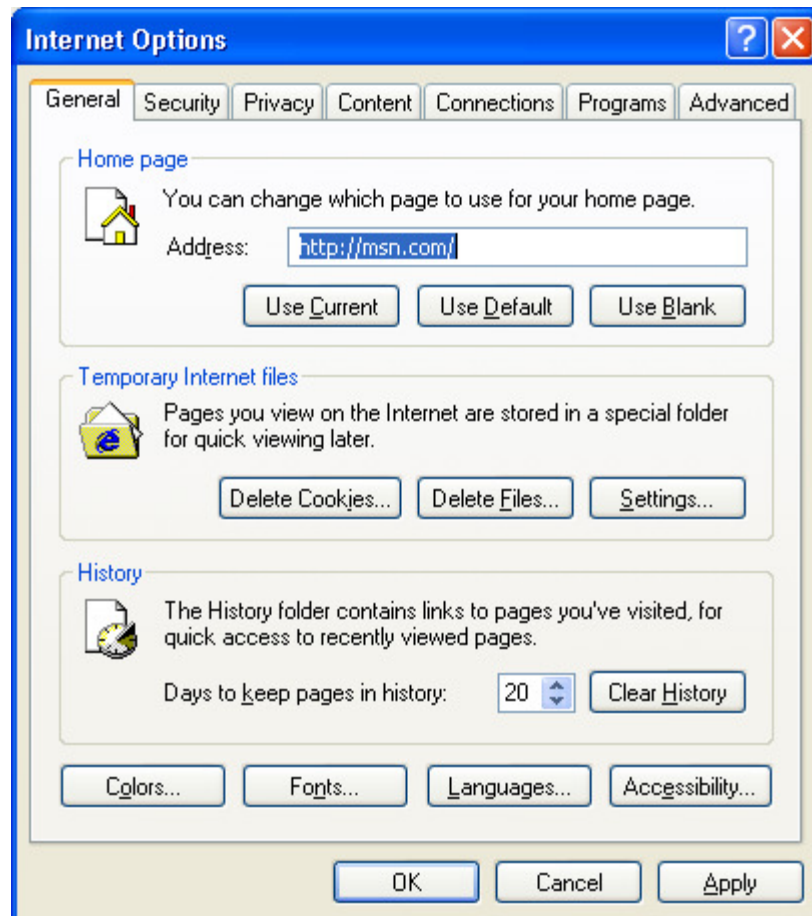 Internet Options
General Security Privacy Content Connections Programs Advanced
Home page
You can change which page to use for your home page.
Address: http://msn.com/
Use Current Use Default Use Blank
Temporary Internet files
Pages you view on the Internet are stored in a special folder
for quick viewing later.
Delete Cookies... Delete Files... Settings...
History
The History folder contains links to pages you've visited, for
quick access to recently viewed pages.
Days to keep pages in history: 20 Clear History
Colors... Fonts... Languages... Accessibility...
OK Cancel Apply